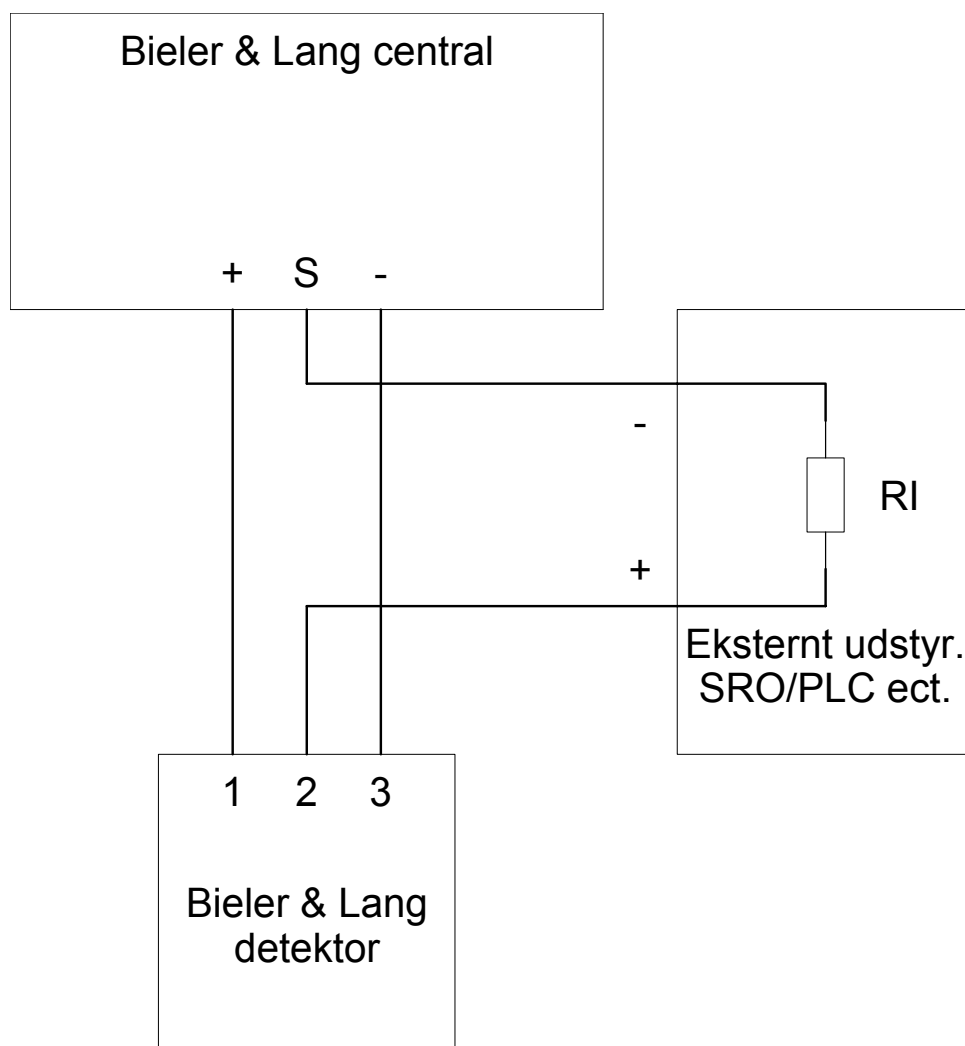 Bieler & Lang central
+ S -
-
RI
+
Eksternt udstyr.
SRO/PLC ect.
1 2 3
Bieler & Lang
detektor